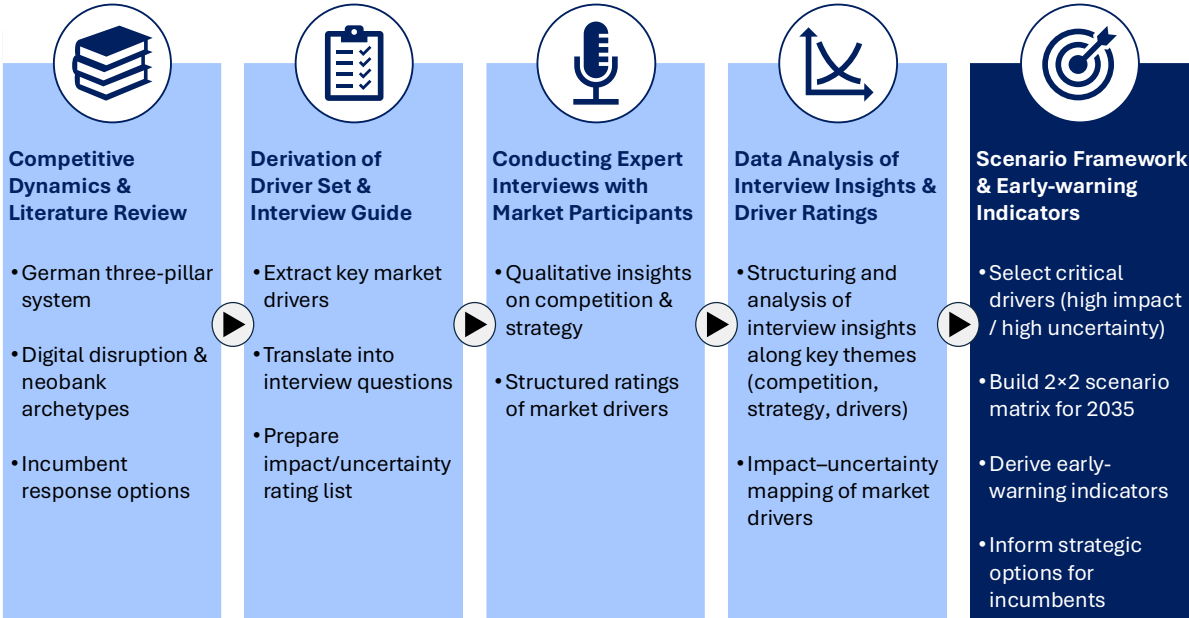 Competitive
Dynamics &
Literature Review
• German three-pillar
system
• Digital disruption &
neobank
archetypes
• Incumbent
response options
Derivation of
Driver Set &
Interview Guide
• Extract key market
drivers
• Translate into
interview questions
• Prepare
impact/uncertainty
rating list
Conducting Expert
Interviews with
Market Participants
• Qualitative insights
on competition &
strategy
• Structured ratings
of market drivers
Data Analysis of
Interview Insights &
Driver Ratings
• Structuring and
analysis of
interview insights
along key themes
(competition,
strategy, drivers)
• Impact–uncertainty
mapping of market
drivers
Scenario Framework
& Early-warning
Indicators
• Select critical
drivers (high impact
/ high uncertainty)
• Build 2×2 scenario
matrix for 2035
• Derive early-
warning indicators
• Inform strategic
options for
incumbents